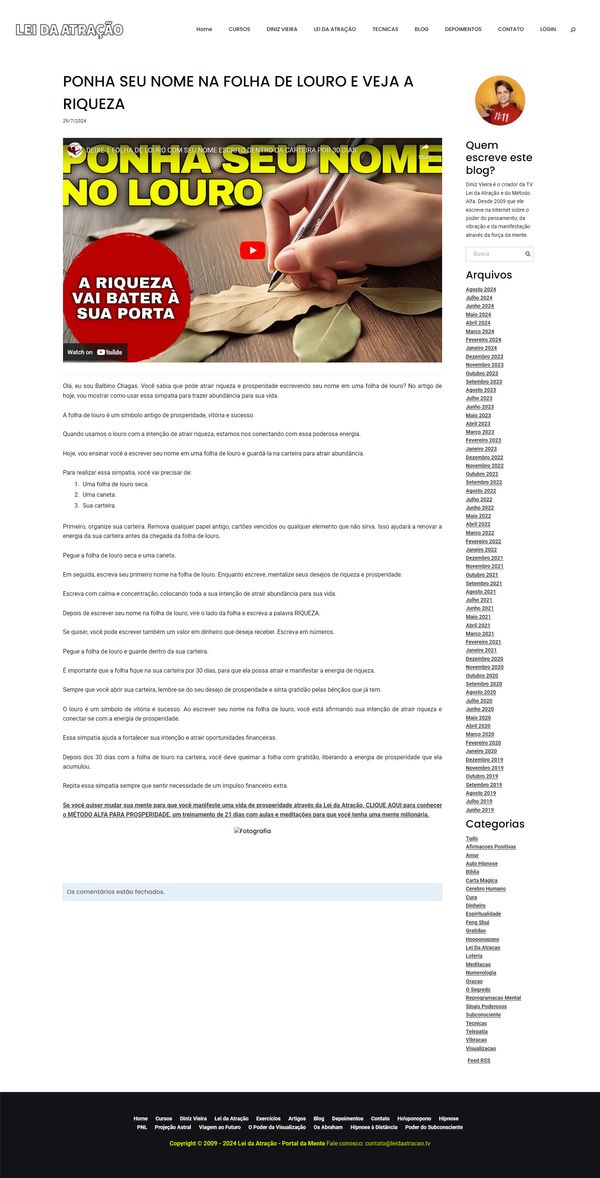 LEI DA ATRAÇÃO
Home CURSOS DINIZ VIEIRA LEI DA ATRAÇÃO TECNICAS BLOG DEPOIMENTOS CONTATO LOGIN
PONHA SEU NOME NA FOLHA DE LOURO E VEJA A
RIQUEZA
29/7/2024
DEIXE 1 FOLHA DE LOURO COM SEU NOME ESCRITO DENTRO DA CARTEIRA POR 30 DIAS
PONHA SEU NOME
NO LOURO
A RIQUEZA
VAI BATER À
SUA PORTA
Watch on YouTube
Olá, eu sou Balbino Chagas. Você sabia que pode atrair riqueza e prosperidade escrevendo seu nome em uma folha de louro? No artigo de
hoje, vou mostrar como usar essa simpatia para trazer abundância para sua vida.
A folha de louro é um símbolo antigo de prosperidade, vitória e sucesso.
Quando usamos o louro com a intenção de atrair riqueza, estamos nos conectando com essa poderosa energia.
Hoje, vou ensinar você a escrever seu nome em uma folha de louro e guardá-la na carteira para atrair abundância.
Para realizar essa simpatia, você vai precisar de:
1. Uma folha de louro seca.
2. Uma caneta.
3. Sua carteira.
Primeiro, organize sua carteira. Remova qualquer papel antigo, cartões vencidos ou qualquer elemento que não sirva. Isso ajudará a renovar a
energia da sua carteira antes da chegada da folha de louro.
Pegue a folha de louro seca e uma caneta.
Em seguida, escreva seu primeiro nome na folha de louro. Enquanto escreve, mentalize seus desejos de riqueza e prosperidade.
Escreva com calma e concentração, colocando toda a sua intenção de atrair abundância para sua vida.
Depois de escrever seu nome na folha de louro, vire o lado da folha e escreva a palavra RIQUEZA.
Se quiser, você pode escrever também um valor em dinheiro que deseja receber. Escreva em números.
Pegue a folha de louro e guarde dentro da sua carteira.
É importante que a folha fique na sua carteira por 30 dias, para que ela possa atrair e manifestar a energia de riqueza.
Sempre que você abrir sua carteira, lembre-se do seu desejo de prosperidade e sinta gratidão pelas bênçãos que já tem.
O louro é um símbolo de vitória e sucesso. Ao escrever seu nome na folha de louro, você está afirmando sua intenção de atrair riqueza e
conectar-se com a energia de prosperidade.
Essa simpatia ajuda a fortalecer sua intenção e atrair oportunidades financeiras.
Depois dos 30 dias com a folha de louro na carteira, você deve queimar a folha com gratidão, liberando a energia de prosperidade que ela
acumulou.
Repita essa simpatia sempre que sentir necessidade de um impulso financeiro extra.
Se você quiser mudar sua mente para que você manifeste uma vida de prosperidade através da Lei da Atração, CLIQUE AQUI para conhecer
o MÉTODO ALFA PARA PROSPERIDADE, um treinamento de 21 dias com aulas e meditações para que você tenha uma mente milionária.
Fotografia
Os comentários estão fechados.
11:11
Quem
escreve este
blog?
Diniz Vieira é o criador da TV
Lei da Atração e do Método
Alfa. Desde 2009 que ele
escreve na Internet sobre o
poder do pensamento, da
vibração e da manifestação
através da força da mente.
Busca
Arquivos
Agosto 2024
Julho 2024
Junho 2024
Maio 2024
Abril 2024
Março 2024
Fevereiro 2024
Janeiro 2024
Dezembro 2023
Novembro 2023
Outubro 2023
Setembro 2023
Agosto 2023
Julho 2023
Junho 2023
Maio 2023
Abril 2023
Março 2023
Fevereiro 2023
Janeiro 2023
Dezembro 2022
Novembro 2022
Outubro 2022
Setembro 2022
Agosto 2022
Julho 2022
Junho 2022
Maio 2022
Abril 2022
Março 2022
Fevereiro 2022
Janeiro 2022
Dezembro 2021
Novembro 2021
Outubro 2021
Setembro 2021
Agosto 2021
Julho 2021
Junho 2021
Maio 2021
Abril 2021
Março 2021
Fevereiro 2021
Janeiro 2021
Dezembro 2020
Novembro 2020
Outubro 2020
Setembro 2020
Agosto 2020
Julho 2020
Junho 2020
Maio 2020
Abril 2020
Março 2020
Fevereiro 2020
Janeiro 2020
Dezembro 2019
Novembro 2019
Outubro 2019
Setembro 2019
Agosto 2019
Julho 2019
Junho 2019
Categorias
Tudo
Afirmacoes Positivas
Amor
Auto Hipnose
Biblia
Carta Magica
Cerebro Humano
Cura
Dinheiro
Espiritualidade
Feng Shui
Gratidao
Hooponopono
Lei Da Atracao
Loteria
Meditacao
Numerologia
Oracao
O Segredo
Reprogramacao Mental
Sinais Poderosos
Subconsciente
Tecnicas
Telepatia
Vibracao
Visualizacao
Feed RSS
Home Cursos Diniz Vieira Lei da Atração Exercícios Artigos Blog Depoimentos Contato Ho'oponopono Hipnose
PNL Projeção Astral Viagem ao Futuro O Poder da Visualização Os Abraham Hipnose à Distância Poder do Subconsciente
Copyright © 2009 - 2024 Lei da Atração - Portal da Mente Fale conosco: contato@leidaatracao.tv